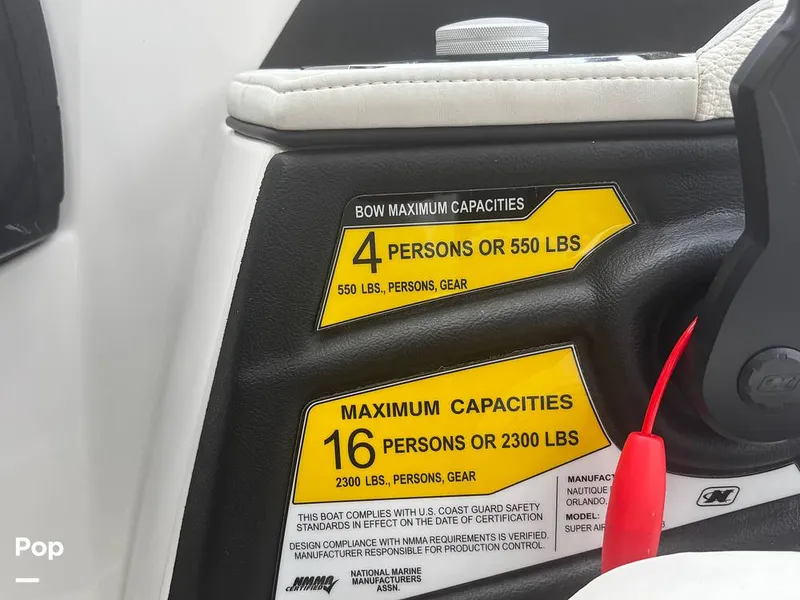 BOW MAXIMUM CAPACITIES
4 PERSONS OR 550 LBS
550 LBS., PERSONS, GEAR
MAXIMUM CAPACITIES
16 PERSONS OR 2300 LBS
2300 LBS., PERSONS, GEAR
THIS BOAT COMPLIES WITH U.S. COAST GUARD SAFETY
STANDARDS IN EFFECT ON THE DATE OF CERTIFICATION
DESIGN COMPLIANCE WITH NMMA REQUIREMENTS IS VERIFIED.
MANUFACTURER RESPONSIBLE FOR PRODUCTION CONTROL.
NMMA
CERTIFIED
NATIONAL MARINE
MANUFACTURERS
ASSN.
NAUTIQUE
ORLANDO,
MODEL:
SUPER AIR
Pop